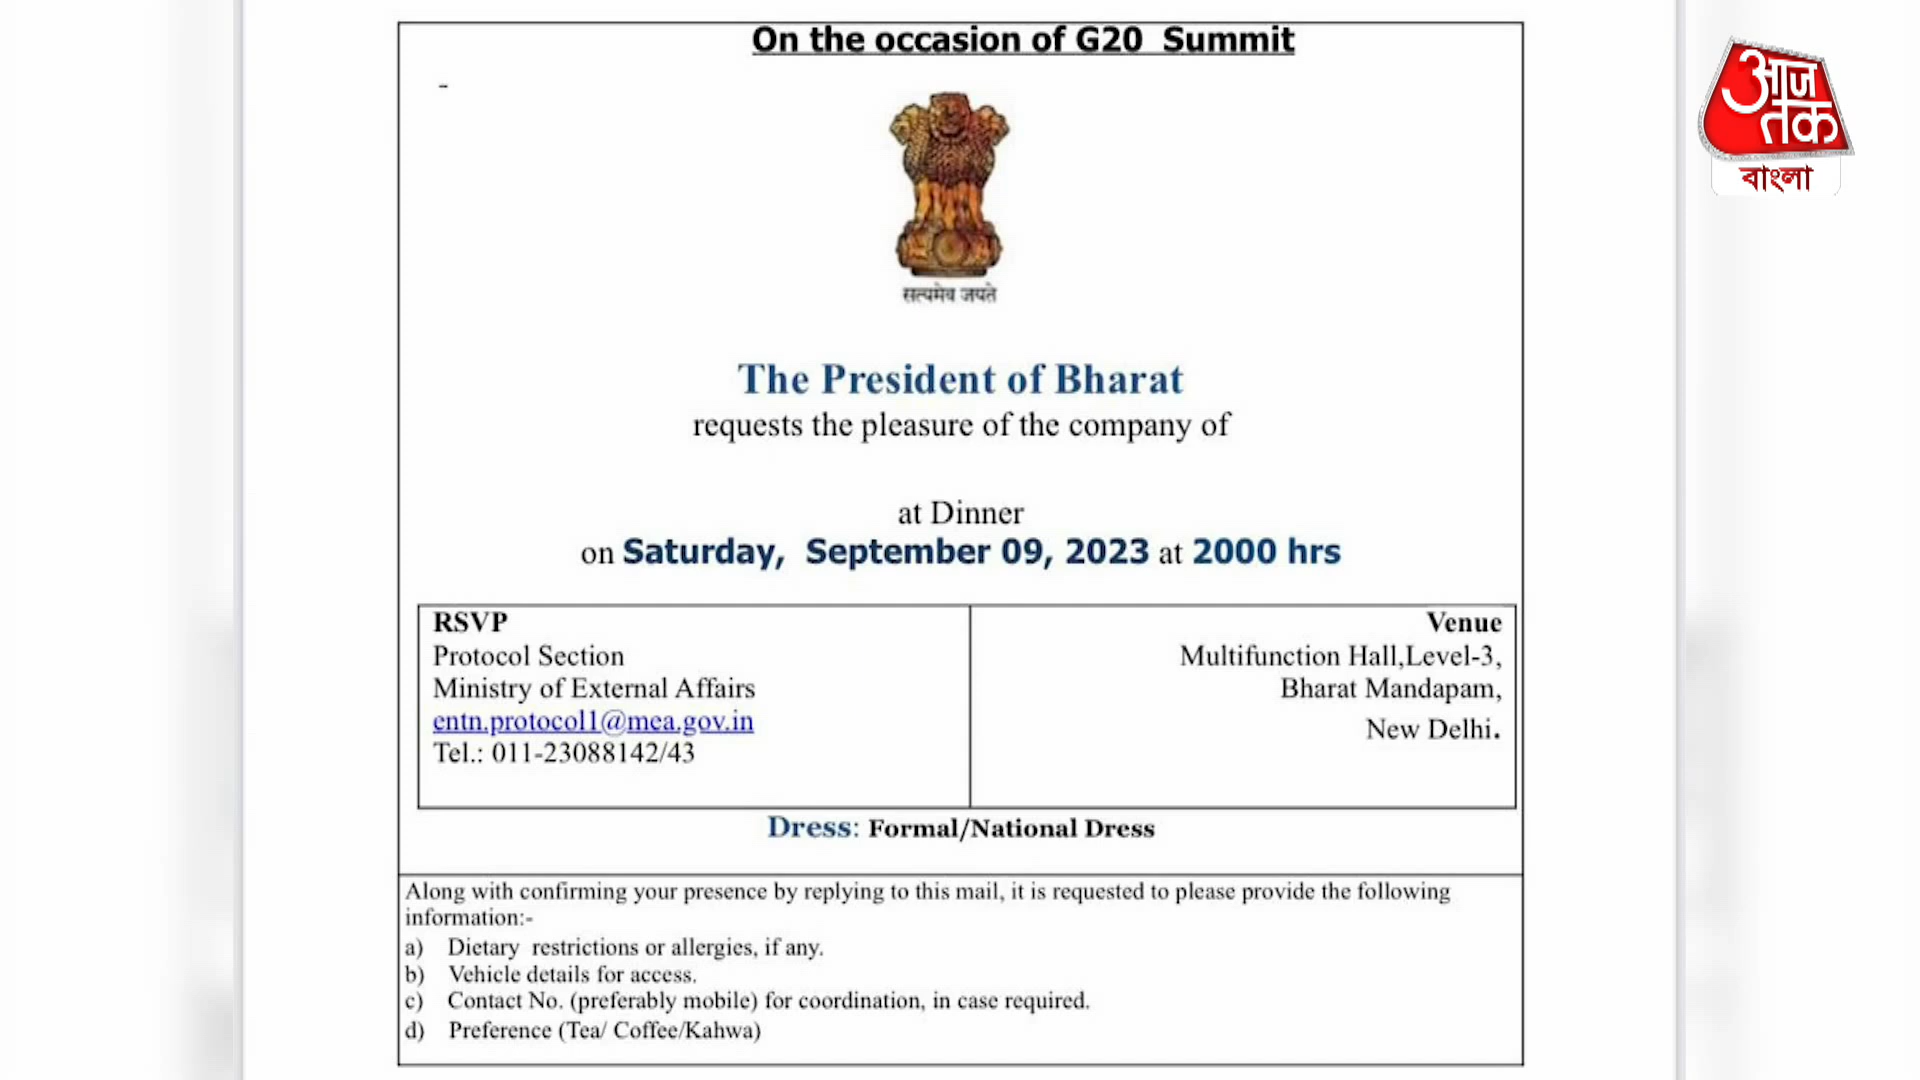 On the occasion of G20 Summit
-
आज
तक
বাংলা
सत्यमेव जयते
The President of Bharat
requests the pleasure of the company of
at Dinner
on Saturday, September 09, 2023 at 2000 hrs
RSVP
Protocol Section
Ministry of External Affairs
entn.protocol1@mea.gov.in
Tel.: 011-23088142/43
Venue
Multifunction Hall,Level-3,
Bharat Mandapam,
New Delhi.
Dress: Formal/National Dress
Along with confirming your presence by replying to this mail, it is requested to please provide the following
information:-
a) Dietary restrictions or allergies, if any.
b) Vehicle details for access.
c) Contact No. (preferably mobile) for coordination, in case required.
d) Preference (Tea/ Coffee/Kahwa)